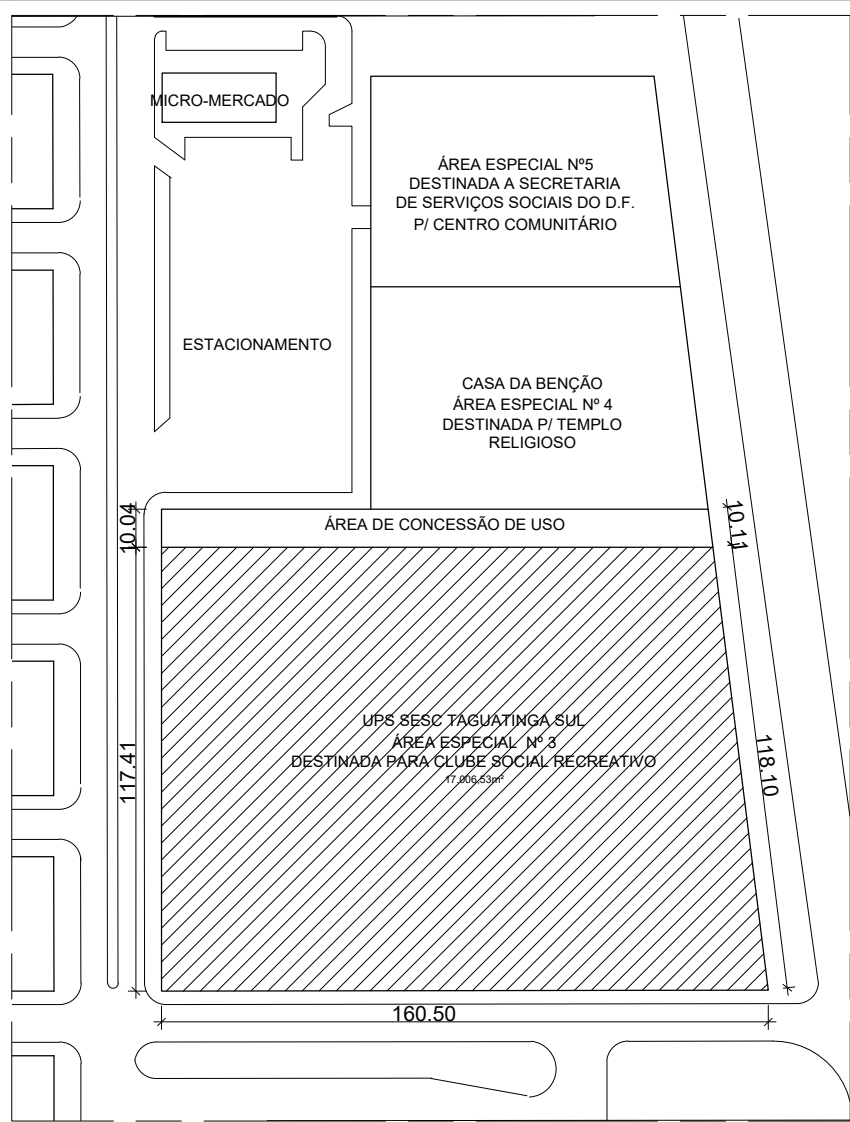 MICRO-MERCADO
ÁREA ESPECIAL Nº5
DESTINADA A SECRETARIA
DE SERVIÇOS SOCIAIS DO D.F.
P/ CENTRO COMUNITÁRIO
ESTACIONAMENTO
CASA DA BENÇÃO
ÁREA ESPECIAL Nº 4
DESTINADA P/ TEMPLO
RELIGIOSO
10.04
ÁREA DE CONCESSÃO DE USO
10.11
UPS SESC TAGUATINGA SUL
ÁREA ESPECIAL Nº 3
DESTINADA PARA CLUBE SOCIAL RECREATIVO
17.006,53m²
117.41
118.10
160.50